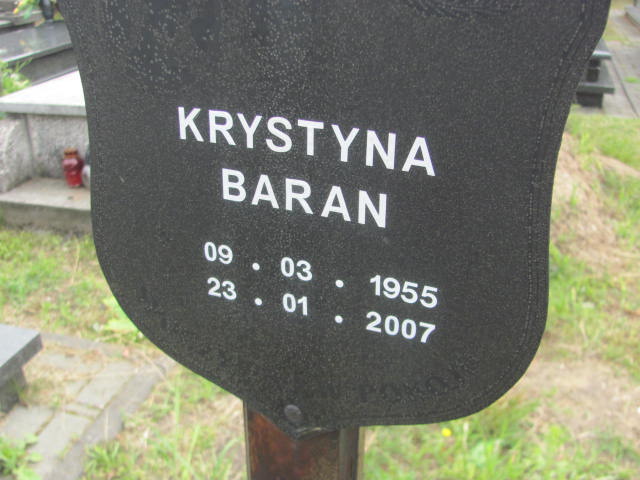 KRYSTYNA
BARAN
09 . 03 . 1955
23 . 01 . 2007